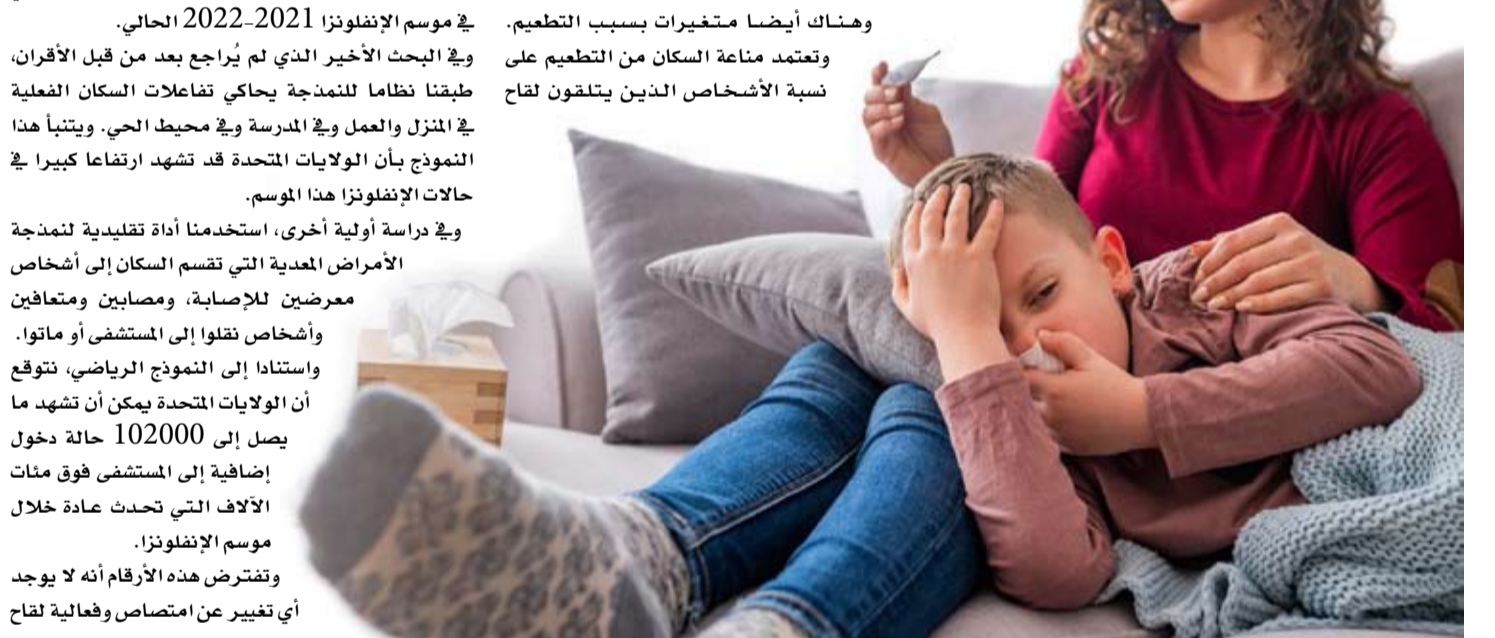 وهناك أيضا متغيرات بسبب التطعيم.
وتعتمد مناعة السكان من التطعيم على
نسبة الأشخاص الذين يتلقون لقاح
في موسم الإنفلونزا 2021-2022 الحالي.
وفي البحث الأخير الذي لم يُراجع بعد من قبل الأقران،
طبقنا نظاما للنمذجة يحاكي تفاعلات السكان الفعلية
في المنزل والعمل وفي المدرسة وفي محيط الحي. ويتنبأ هذا
النموذج بأن الولايات المتحدة قد تشهد ارتفاعا كبيرا في
حالات الإنفلونزا هذا الموسم.
وفي دراسة أولية أخرى، استخدمنا أداة تقليدية لنمذجة
الأمراض المعدية التي تقسم السكان إلى أشخاص
معرضين للإصابة، ومصابين ومتعافين
وأشخاص نقلوا إلى المستشفى أو ماتوا.
واستنادا إلى النموذج الرياضي، نتوقع
أن الولايات المتحدة يمكن أن تشهد ما
يصل إلى 102000 حالة دخول
إضافية إلى المستشفى فوق مئات
الآلاف التي تحدث عادة خلال
موسم الإنفلونزا.
وتفترض هذه الأرقام أنه لا يوجد
أي تغيير عن امتصاص وفعالية لقاح